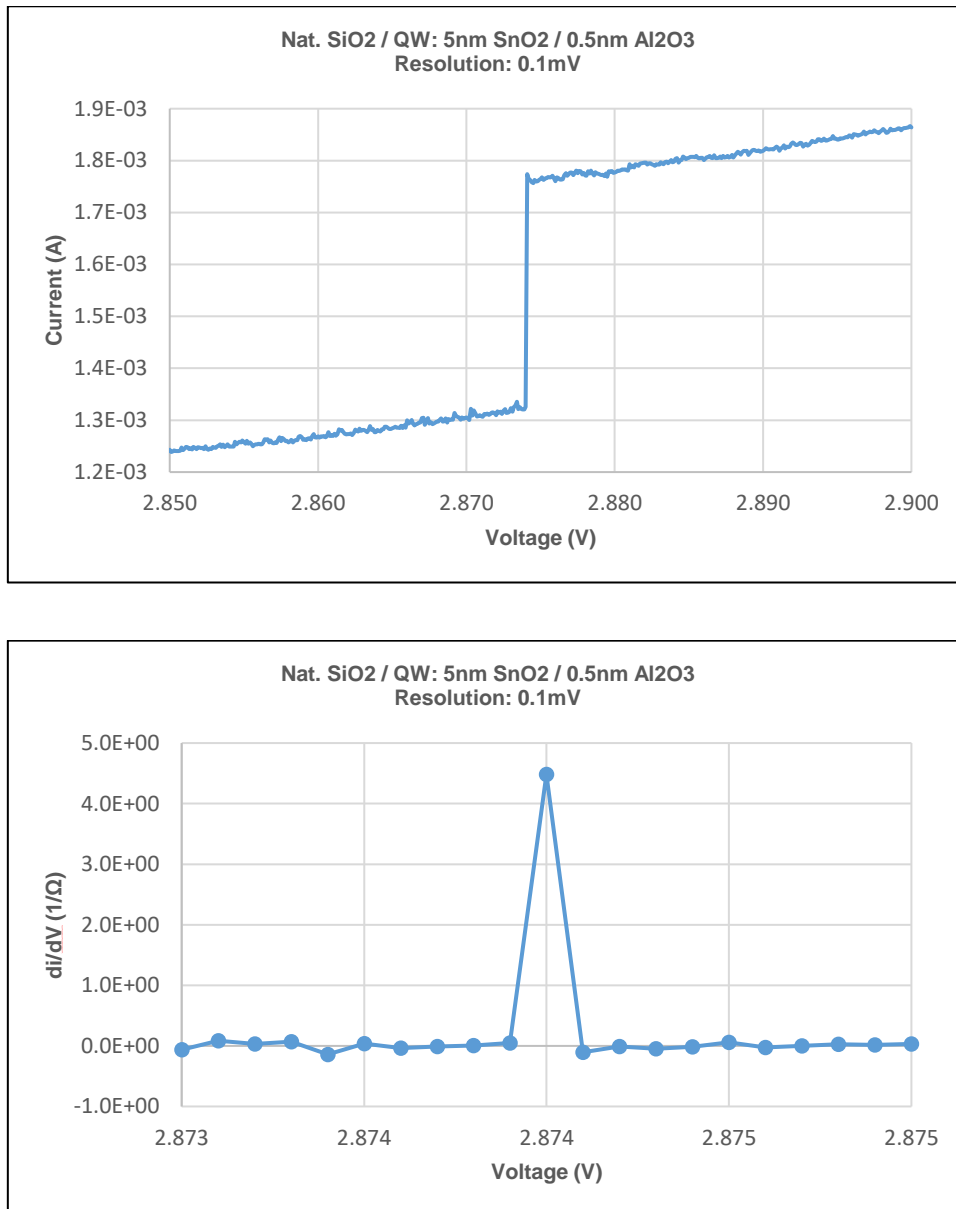 Nat. SiO2 / QW: 5nm SnO2 / 0.5nm Al2O3
Resolution: 0.1mV
1.9E-03
1.8E-03
1.7E-03
1.6E-03
1.5E-03
1.4E-03
1.3E-03
1.2E-03
Current (A)
2.850 2.860 2.870 2.880 2.890 2.900
Voltage (V)
Nat. SiO2 / QW: 5nm SnO2 / 0.5nm Al2O3
Resolution: 0.1mV
5.0E+00
4.0E+00
3.0E+00
2.0E+00
1.0E+00
0.0E+00
-1.0E+00
di/dV (1/Ω)
2.873 2.874 2.874 2.875 2.875
Voltage (V)